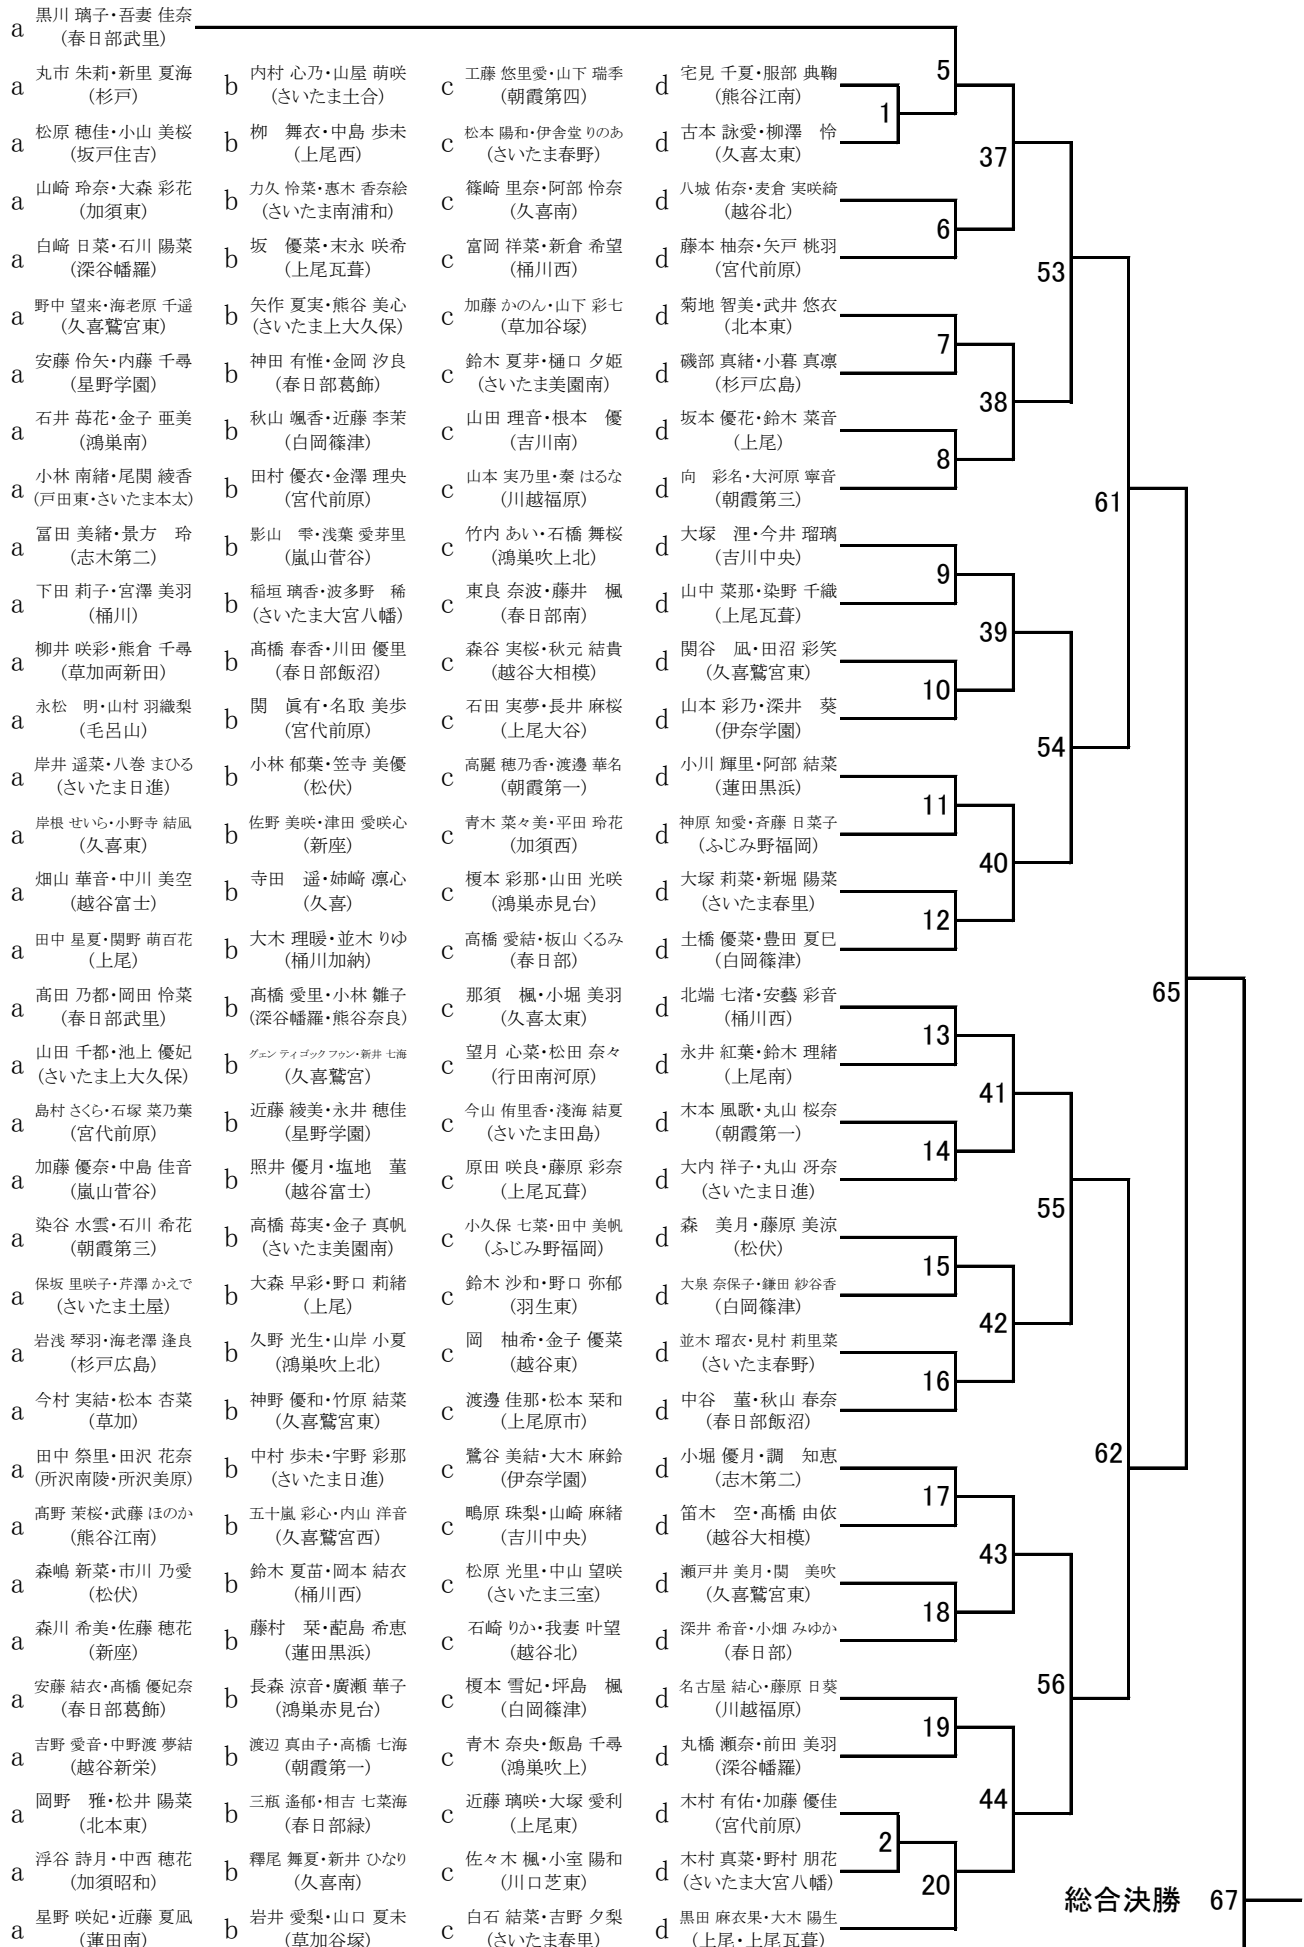 a 黒川 璃子・吾妻 佳奈
(春日部武里)
a 丸市 朱莉・新里 夏海 b 内村 心乃・山屋 萌咲 c 工藤 悠里愛・山下 瑞季 d 宅見 千夏・服部 典鞠 5
(杉戸) (さいたま土合) (朝霞第四) (熊谷江南)
1
a 松原 穂佳・小山 美桜 b 栁　舞衣・中島 歩未 c 松本 陽和・伊舎堂 りのあ d 古本 詠愛・柳澤　怜
(坂戸住吉) (上尾西) (さいたま春野) (久喜太東) 37
a 山崎 玲奈・大森 彩花 b 力久 怜菜・惠木 香奈絵 c 篠崎 里奈・阿部 怜奈 d 八城 佑奈・麦倉 実咲綺
(加須東) (さいたま南浦和) (久喜南) (越谷北)
6
a 白﨑 日菜・石川 陽菜 b 坂　優菜・末永 咲希 c 富岡 祥菜・新倉 希望 d 藤本 柚奈・矢戸 桃羽
(深谷幡羅) (上尾瓦葺) (桶川西) (宮代前原) 53
a 野中 望来・海老原 千遥 b 矢作 夏実・熊谷 美心 c 加藤 かのん・山下 彩七 d 菊地 智美・武井 悠衣
(久喜鷲宮東) (さいたま上大久保) (草加谷塚) (北本東)
7
a 安藤 伶矢・内藤 千尋 b 神田 有惟・金岡 汐良 c 鈴木 夏芽・樋口 夕姫 d 磯部 真緒・小暮 真凛
(星野学園) (春日部葛飾) (さいたま美園南) (杉戸広島)
38
a 石井 苺花・金子 亜美 b 秋山 颯香・近藤 李茉 c 山田 理音・根本　優 d 坂本 優花・鈴木 菜音
(鴻巣南) (白岡篠津) (吉川南) (上尾)
8
a 小林 南緒・尾関 綾香 b 田村 優衣・金澤 理央 c 山本 実乃里・秦 はるな d 向　彩名・大河原 寧音
(戸田東・さいたま本太) (宮代前原) (川越福原) (朝霞第三) 61
a 冨田 美緒・景方　玲 b 影山　雫・浅葉 愛芽里 c 竹内 あい・石橋 舞桜 d 大塚　浬・今井 瑠璃
(志木第二) (嵐山菅谷) (鴻巣吹上北) (吉川中央)
9
a 下田 莉子・宮澤 美羽 b 稲垣 璃香・波多野　稀 c 東良 奈波・藤井　楓 d 山中 菜那・染野 千織
(桶川) (さいたま大宮八幡) (春日部南) (上尾瓦葺)
39
a 柳井 咲彩・熊倉 千尋 b 髙橋 春香・川田 優里 c 森谷 実桜・秋元 結貴 d 関谷　凪・田沼 彩笑
(草加両新田) (春日部飯沼) (越谷大相模) (久喜鷲宮東)
10
a 永松　明・山村 羽織梨 b 関　眞有・名取 美歩 c 石田 実夢・長井 麻桜 d 山本 彩乃・深井　葵
(毛呂山) (宮代前原) (上尾大谷) (伊奈学園) 54
a 岸井 遥菜・八巻 まひる b 小林 郁葉・笠寺 美優 c 高麗 穂乃香・渡邊 華名 d 小川 輝里・阿部 結菜
(さいたま日進) (松伏) (朝霞第一) (蓮田黒浜)
11
a 岸根 せいら・小野寺 結凪 b 佐野 美咲・津田 愛咲心 c 青木 菜々美・平田 玲花 d 神原 知愛・斉藤 日菜子
(久喜東) (新座) (加須西) (ふじみ野福岡)
40
a 畑山 華音・中川 美空 b 寺田　遥・姉﨑 凛心 c 榎本 彩那・山田 光咲 d 大塚 莉菜・新堀 陽菜
(越谷富士) (久喜) (鴻巣赤見台) (さいたま春里)
12
a 田中 星夏・関野 萌百花 b 大木 理暖・並木 りゆ c 高橋 愛結・板山 くるみ d 土橋 優菜・豊田 夏巳
(上尾) (桶川加納) (春日部) (白岡篠津)
a 髙田 乃都・岡田 怜菜 b 髙橋 愛里・小林 雛子 c 那須　楓・小堀 美羽 d 北端 七渚・安藝 彩音 65
(春日部武里) (深谷幡羅・熊谷奈良) (久喜太東) (桶川西)
13
a 山田 千都・池上 優妃 b グェン ティゴック フゥン・新井 七海 c 望月 心菜・松田 奈々 d 永井 紅葉・鈴木 理緒
(さいたま上大久保) (久喜鷲宮) (行田南河原) (上尾南)
41
a 島村 さくら・石塚 菜乃葉 b 近藤 綾美・永井 穂佳 c 今山 侑里香・淺海 結夏 d 木本 風歌・丸山 桜奈
(宮代前原) (星野学園) (さいたま田島) (朝霞第一)
14
a 加藤 優奈・中島 佳音 b 照井 優月・塩地　菫 c 原田 咲良・藤原 彩奈 d 大内 祥子・丸山 冴奈
(嵐山菅谷) (越谷富士) (上尾瓦葺) (さいたま日進)
55
a 染谷 水雲・石川 希花 b 高橋 苺実・金子 真帆 c 小久保 七菜・田中 美帆 d 森　美月・藤原 美涼
(朝霞第三) (さいたま美園南) (ふじみ野福岡) (松伏)
15
a 保坂 里咲子・芹澤 かえで b 大森 早彩・野口 莉緒 c 鈴木 沙和・野口 弥郁 d 大泉 奈保子・鎌田 紗谷香
(さいたま土屋) (上尾) (羽生東) (白岡篠津)
42
a 岩浅 琴羽・海老澤 逢良 b 久野 光生・山岸 小夏 c 岡　柚希・金子 優菜 d 並木 瑠衣・見村 莉里菜
(杉戸広島) (鴻巣吹上北) (越谷東) (さいたま春野)
16
a 今村 実結・松本 杏菜 b 神野 優和・竹原 結菜 c 渡邊 佳那・松本 栞和 d 中谷　菫・秋山 春奈
(草加) (久喜鷲宮東) (上尾原市) (春日部飯沼)
a 田中 祭里・田沢 花奈 b 中村 歩未・宇野 彩那 c 鷺谷 美結・大木 麻鈴 d 小堀 優月・調　知恵 62
(所沢南陵・所沢美原) (さいたま日進) (伊奈学園) (志木第二)
17
a 髙野 茉桜・武藤 ほのか b 五十嵐 彩心・内山 洋音 c 鴫原 珠梨・山崎 麻緒 d 笛木　空・髙橋 由依
(熊谷江南) (久喜鷲宮西) (吉川中央) (越谷大相模)
43
a 森嶋 新菜・市川 乃愛 b 鈴木 夏苗・岡本 結衣 c 松原 光里・中山 望咲 d 瀬戸井 美月・関　美吹
(松伏) (桶川西) (さいたま三室) (久喜鷲宮東)
18
a 森川 希美・佐藤 穂花 b 藤村　栞・蓜島 希恵 c 石崎 りか・我妻 叶望 d 深井 希音・小畑 みゆか
(新座) (蓮田黒浜) (越谷北) (春日部)
56
a 安藤 結衣・髙橋 優妃奈 b 長森 涼音・廣瀬 華子 c 榎本 雪妃・坪島　楓 d 名古屋 結心・藤原 日葵
(春日部葛飾) (鴻巣赤見台) (白岡篠津) (川越福原)
19
a 吉野 愛音・中野渡 夢結 b 渡辺 真由子・高橋 七海 c 青木 奈央・飯島 千尋 d 丸橋 瀬奈・前田 美羽
(越谷新栄) (朝霞第一) (鴻巣吹上) (深谷幡羅)
44
a 岡野　雅・松井 陽菜 b 三瓶 遙郁・相吉 七菜海 c 近藤 璃咲・大塚 愛利 d 木村 有佑・加藤 優佳
(北本東) (春日部緑) (上尾東) (宮代前原)
2
a 浮谷 詩月・中西 穂花 b 釋尾 舞夏・新井 ひなり c 佐々木 楓・小室 陽和 d 木村 真菜・野村 朋花
(加須昭和) (久喜南) (川口芝東) (さいたま大宮八幡) 20
総合決勝 67
a 星野 咲妃・近藤 夏凪 b 岩井 愛梨・山口 夏未 c 白石 結菜・吉野 夕梨 d 黒田 麻衣果・大木 陽生
(蓮田南) (草加谷塚) (さいたま春里) (上尾・上尾瓦葺)